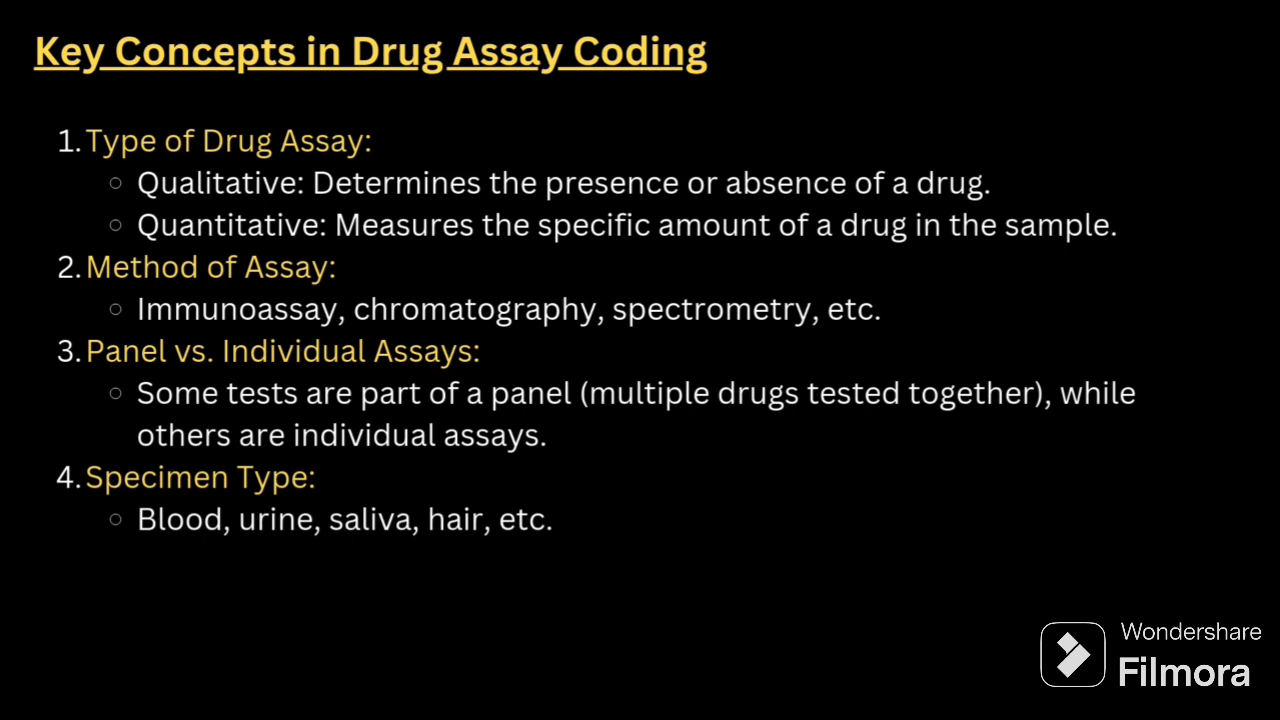 Key Concepts in Drug Assay Coding
1. Type of Drug Assay:
○ Qualitative: Determines the presence or absence of a drug.
○ Quantitative: Measures the specific amount of a drug in the sample.
2. Method of Assay:
○ Immunoassay, chromatography, spectrometry, etc.
3. Panel vs. Individual Assays:
○ Some tests are part of a panel (multiple drugs tested together), while
others are individual assays.
4. Specimen Type:
○ Blood, urine, saliva, hair, etc.
Wondershare
Filmora